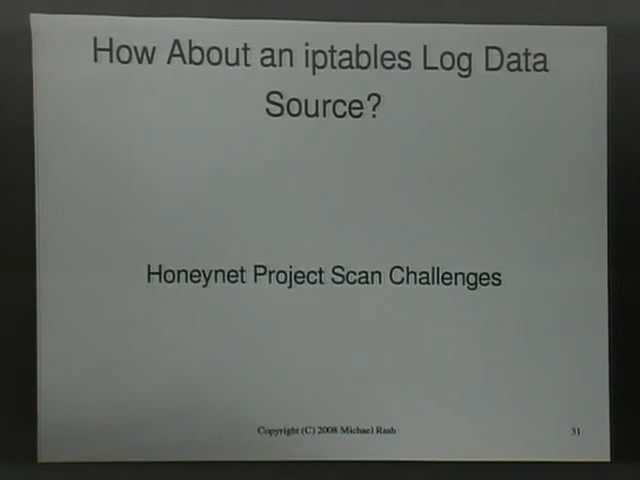 How About an iptables Log Data
Source?
Honeynet Project Scan Challenges
Copyright (C) 2008 Michael Rash
31